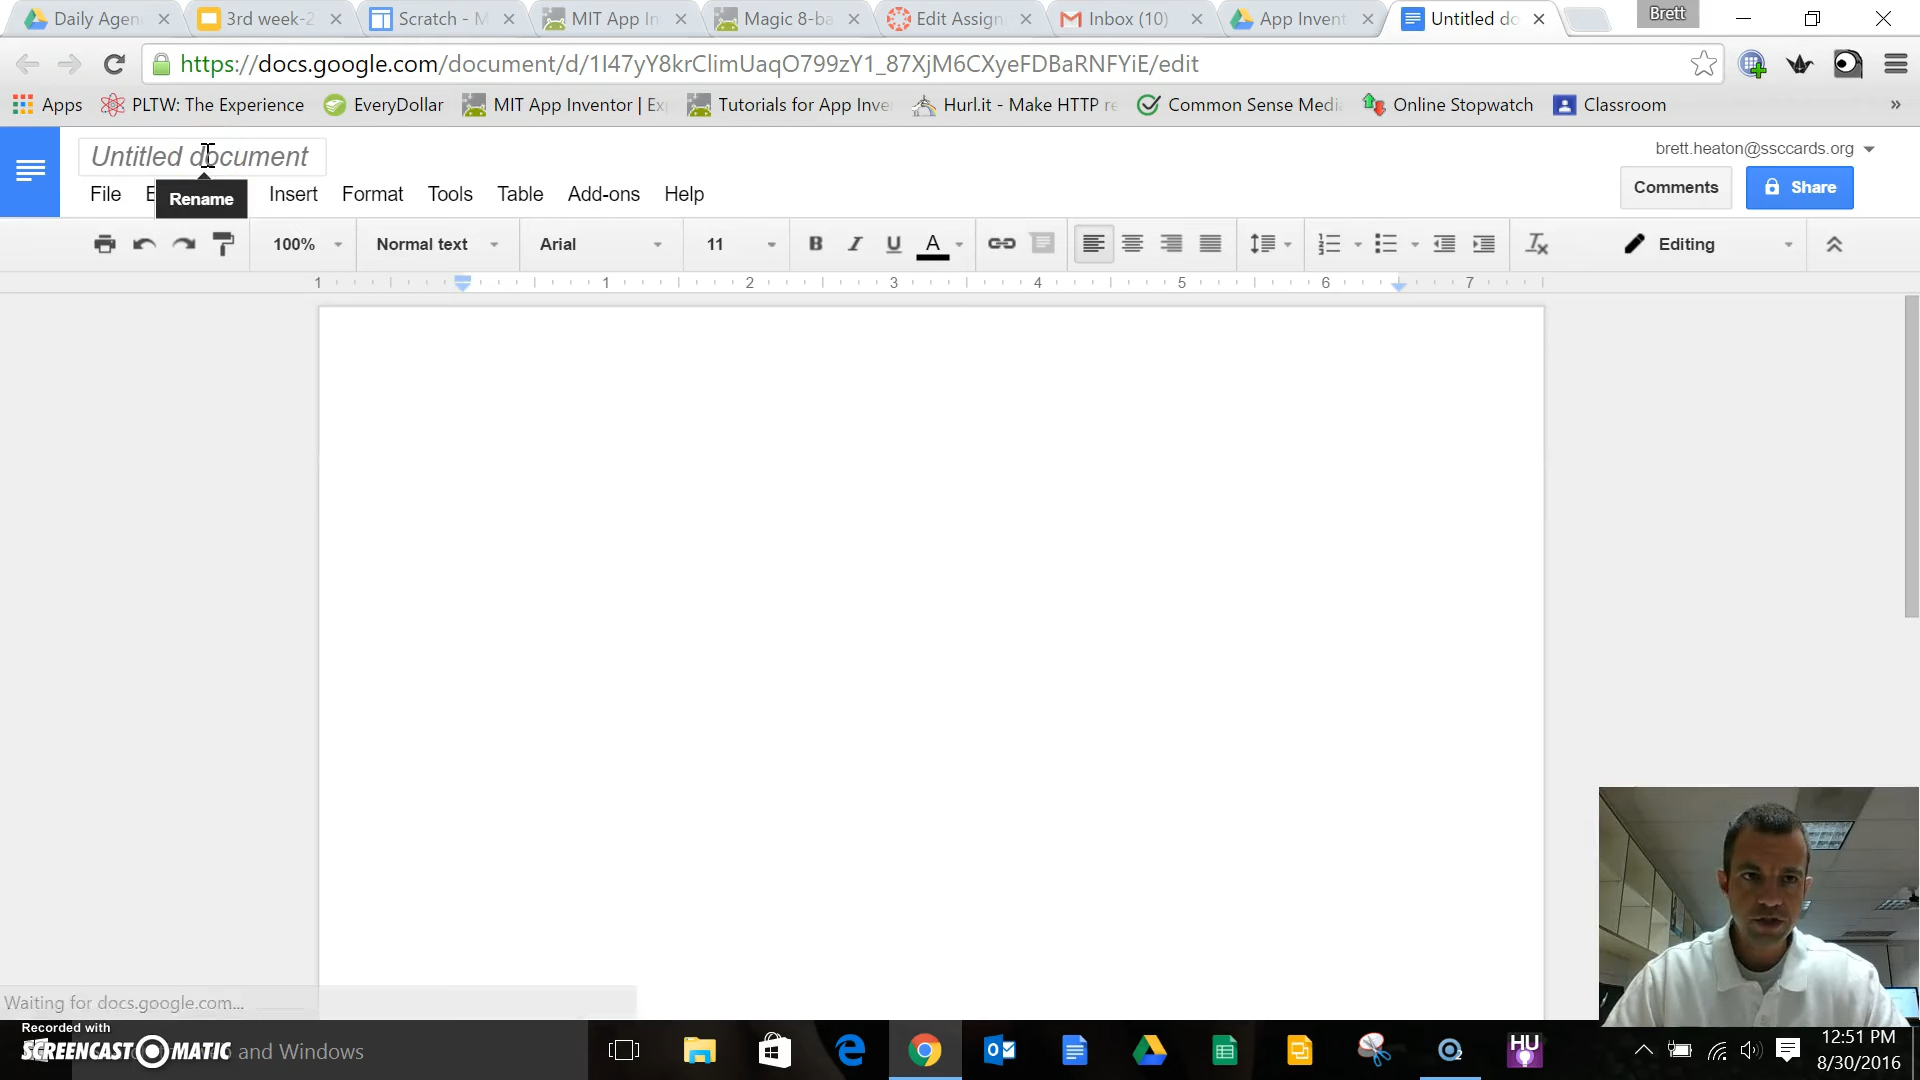 Daily Agen
3rd week-2
Scratch - M
MIT App In
Magic 8-ba
Edit Assign
Inbox (10)
App Invent
Untitled do
Brett
https://docs.google.com/document/d/1I47yY8krClimUaqO799zY1_87XjM6CXyeFDBaRNFYiE/edit
Apps
PLTW: The Experience
EveryDollar
MIT App Inventor | Ex
Tutorials for App Inve
Hurl.it - Make HTTP re
Common Sense Medi
Online Stopwatch
Classroom
»
Untitled document
brett.heaton@ssccards.org
File E Insert Format Tools Table Add-ons Help
Rename
Comments
Share
100%
Normal text
Arial
11
B I U A
Editing
1 1 2 3 4 5 6 7
Waiting for docs.google.com...
Recorded with
SCREENCAST MATIC
and Windows
HU
12:51 PM
8/30/2016